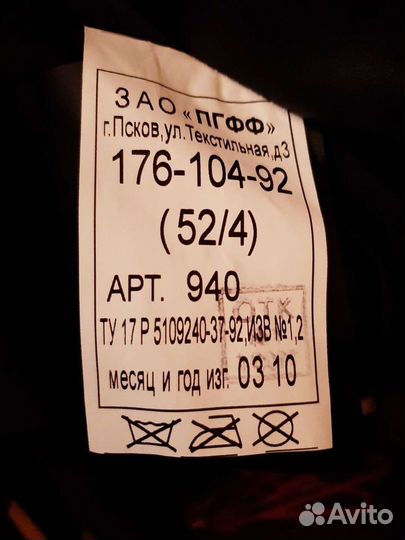 ЗАО «ПГФФ»
г.Псков,ул.Текстильная,д3
176-104-92
(52/4)
АРТ. 940
ОТК
ТУ 17 Р 5109240-37-92,ИЗВ №1,2
месяц и год изг. 03 10
Avito